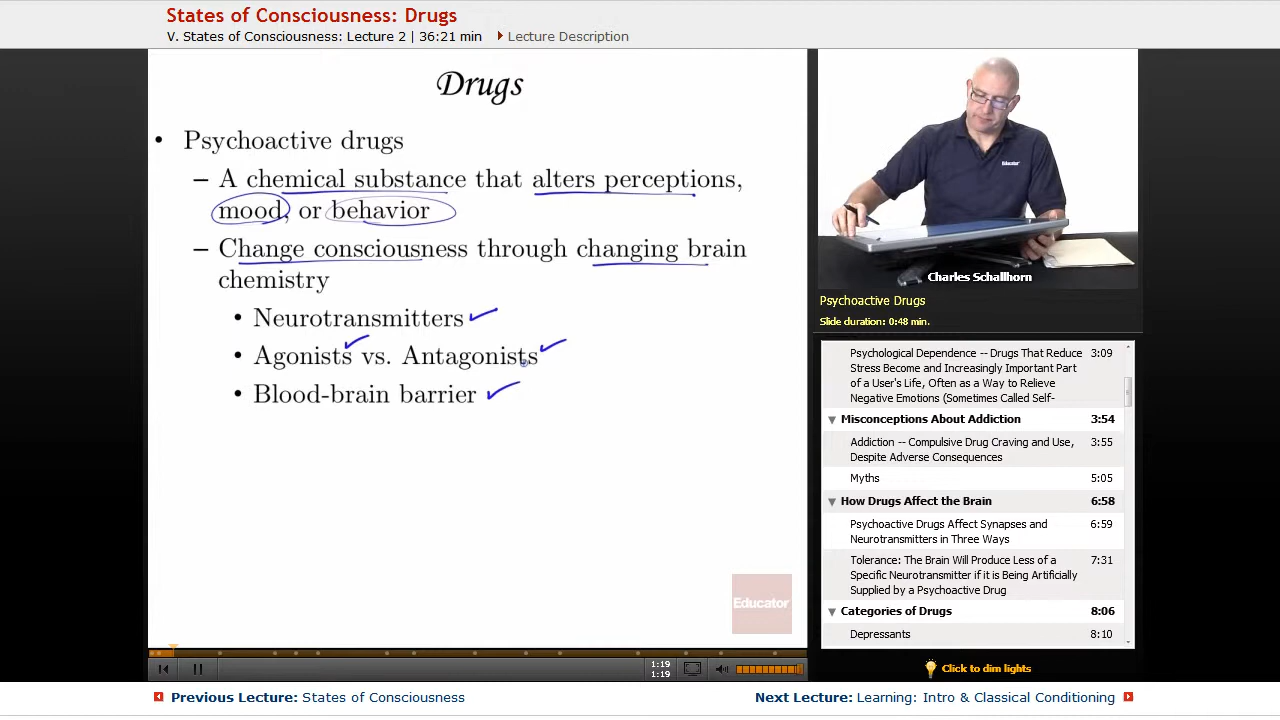 States of Consciousness: Drugs
V. States of Consciousness: Lecture 2 | 36:21 min
Lecture Description
Drugs
• Psychoactive drugs
– A chemical substance that alters perceptions,
mood, or behavior
– Change consciousness through changing brain
chemistry
• Neurotransmitters
• Agonists vs. Antagonists
• Blood-brain barrier
Educator
Educator
Charles Schallhorn
Psychoactive Drugs
Slide duration: 0:48 min.
Psychological Dependence -- Drugs That Reduce 3:09
Stress Become and Increasingly Important Part
of a User's Life, Often as a Way to Relieve
Negative Emotions (Sometimes Called Self-
Misconceptions About Addiction 3:54
Addiction -- Compulsive Drug Craving and Use, 3:55
Despite Adverse Consequences
Myths 5:05
How Drugs Affect the Brain 6:58
Psychoactive Drugs Affect Synapses and 6:59
Neurotransmitters in Three Ways
Tolerance: The Brain Will Produce Less of a 7:31
Specific Neurotransmitter if it is Being Artificially
Supplied by a Psychoactive Drug
Categories of Drugs 8:06
Depressants 8:10
1:19
1:19
Click to dim lights
Previous Lecture: States of Consciousness
Next Lecture: Learning: Intro & Classical Conditioning